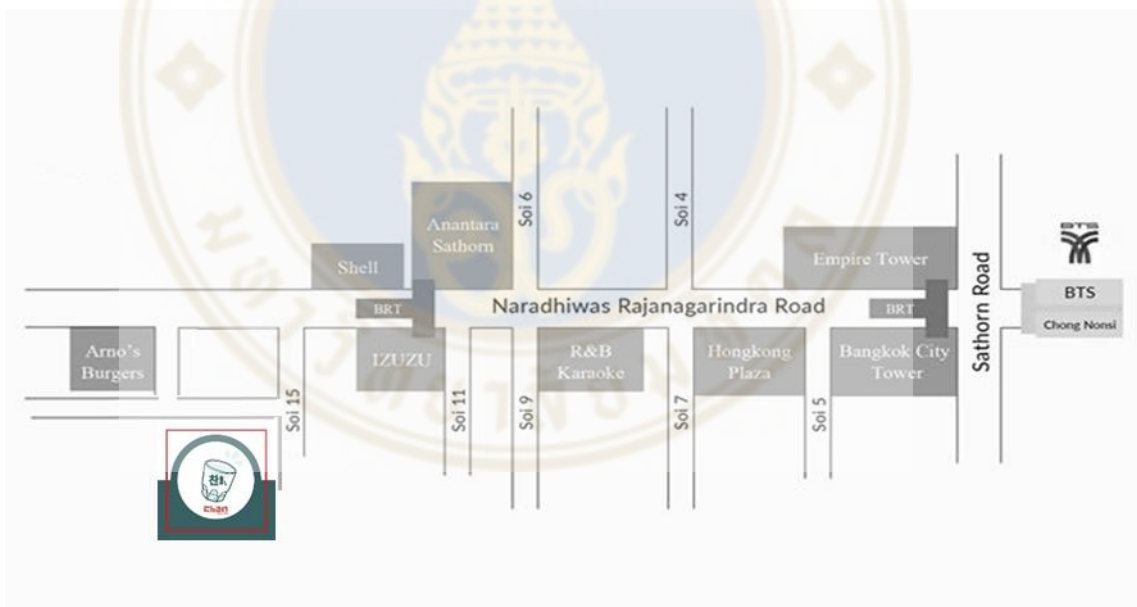 BTS
Soi 6
Soi 4
Anantara
Sathorn
Empire Tower
Shell
BTS
BRT
Naradhiwas Rajanagarindra Road
BRT
Sathorn Road
Chong Nonsi
Arno's
Burgers
IZUZU
R&B
Karaoke
Hongkong
Plaza
Bangkok City
Tower
Soi 15
Soi 11
Soi 9
Soi 7
Soi 5
Chan